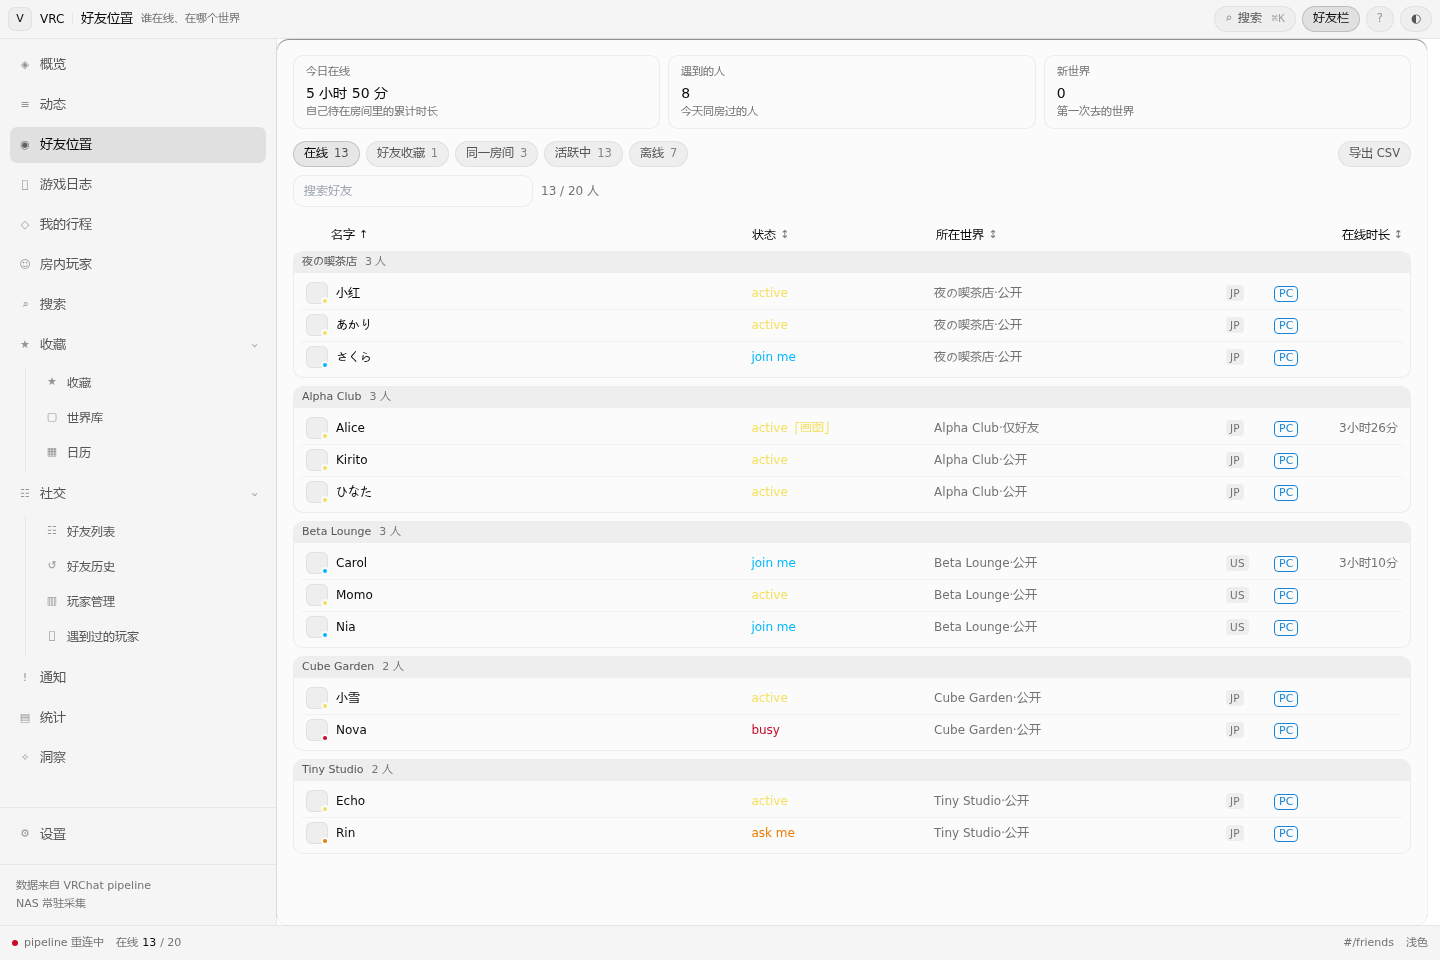 V VRC 好友位置 谁在线、在哪个世界
搜索 ⌘K 好友栏 ?
概览
动态
好友位置
游戏日志
我的行程
房内玩家
搜索
收藏
收藏
世界库
日历
社交
好友列表
好友历史
玩家管理
遇到过的玩家
! 通知
统计
洞察
设置
数据来自 VRChat pipeline
NAS 常驻采集
今日在线
5 小时 50 分
自己待在房间里的累计时长
遇到的人
8
今天同房过的人
新世界
0
第一次去的世界
在线 13 好友收藏 1 同一房间 3 活跃中 13 离线 7 导出 CSV
搜索好友 13 / 20 人
名字 ↑ 状态 ↕ 所在世界 ↕ 在线时长 ↕
夜の喫茶店 3 人
小红 active 夜の喫茶店·公开 JP PC
あかり active 夜の喫茶店·公开 JP PC
さくら join me 夜の喫茶店·公开 JP PC
Alpha Club 3 人
Alice active「画图」 Alpha Club·仅好友 JP PC 3小时26分
Kirito active Alpha Club·公开 JP PC
ひなた active Alpha Club·公开 JP PC
Beta Lounge 3 人
Carol join me Beta Lounge·公开 US PC 3小时10分
Momo active Beta Lounge·公开 US PC
Nia join me Beta Lounge·公开 US PC
Cube Garden 2 人
小雪 active Cube Garden·公开 JP PC
Nova busy Cube Garden·公开 JP PC
Tiny Studio 2 人
Echo active Tiny Studio·公开 JP PC
Rin ask me Tiny Studio·公开 JP PC
pipeline 重连中 在线 13 / 20
#/friends 浅色